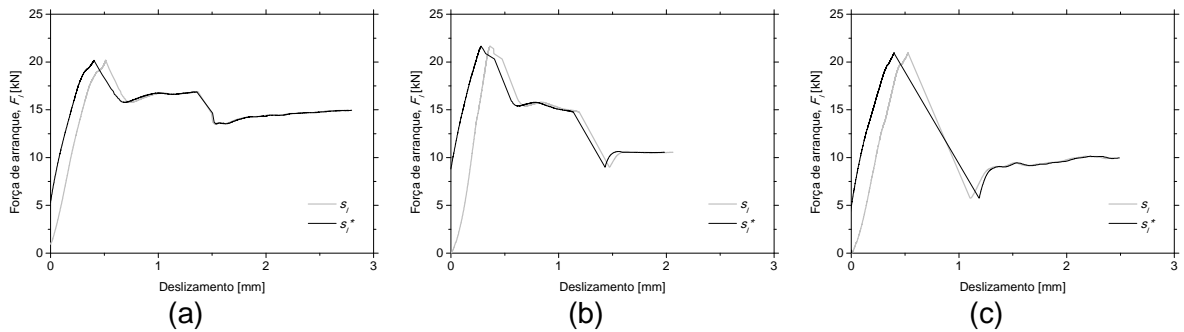 25
20
15
10
5
0
Força de arranque, F_l [kN]
s_l
s_l*
0 1 2 3
Deslizamento [mm]
(a)
25
20
15
10
5
0
Força de arranque, F_l [kN]
s_l
s_l*
0 1 2 3
Deslizamento [mm]
(b)
25
20
15
10
5
0
Força de arranque, F_l [kN]
s_l
s_l*
0 1 2 3
Deslizamento [mm]
(c)